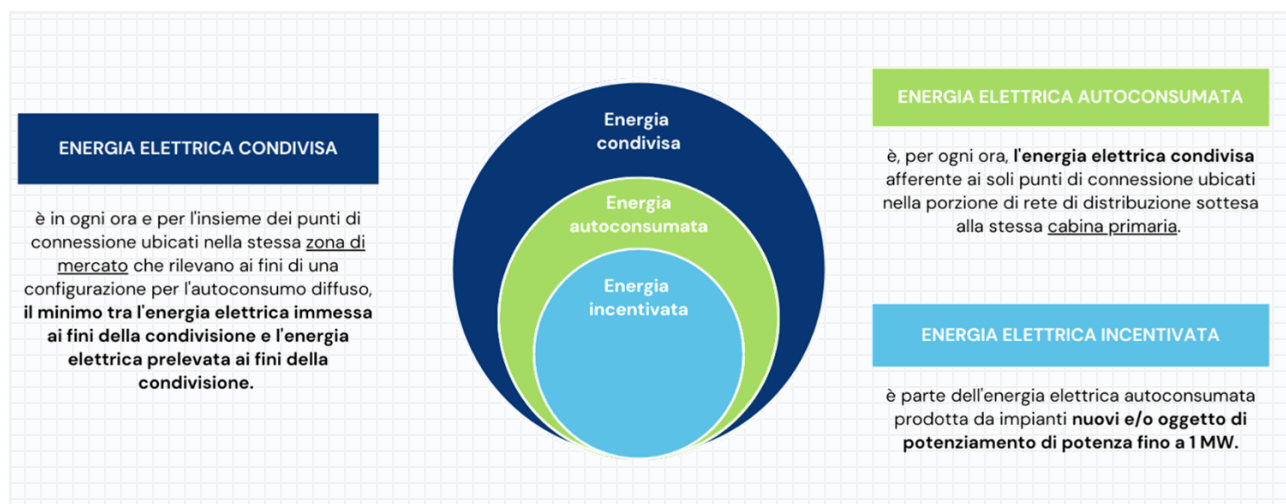 ENERGIA ELETTRICA CONDIVISA
è in ogni ora e per l'insieme dei punti di
connessione ubicati nella stessa zona di
mercato che rilevano ai fini di una
configurazione per l'autoconsumo diffuso,
il minimo tra l'energia elettrica immessa
ai fini della condivisione e l'energia
elettrica prelevata ai fini della
condivisione.
Energia
condivisa
Energia
autoconsumata
Energia
incentivata
ENERGIA ELETTRICA AUTOCONSUMATA
è, per ogni ora, l'energia elettrica condivisa
afferente ai soli punti di connessione ubicati
nella porzione di rete di distribuzione sottesa
alla stessa cabina primaria.
ENERGIA ELETTRICA INCENTIVATA
è parte dell'energia elettrica autoconsumata
prodotta da impianti nuovi e/o oggetto di
potenziamento di potenza fino a 1 MW.